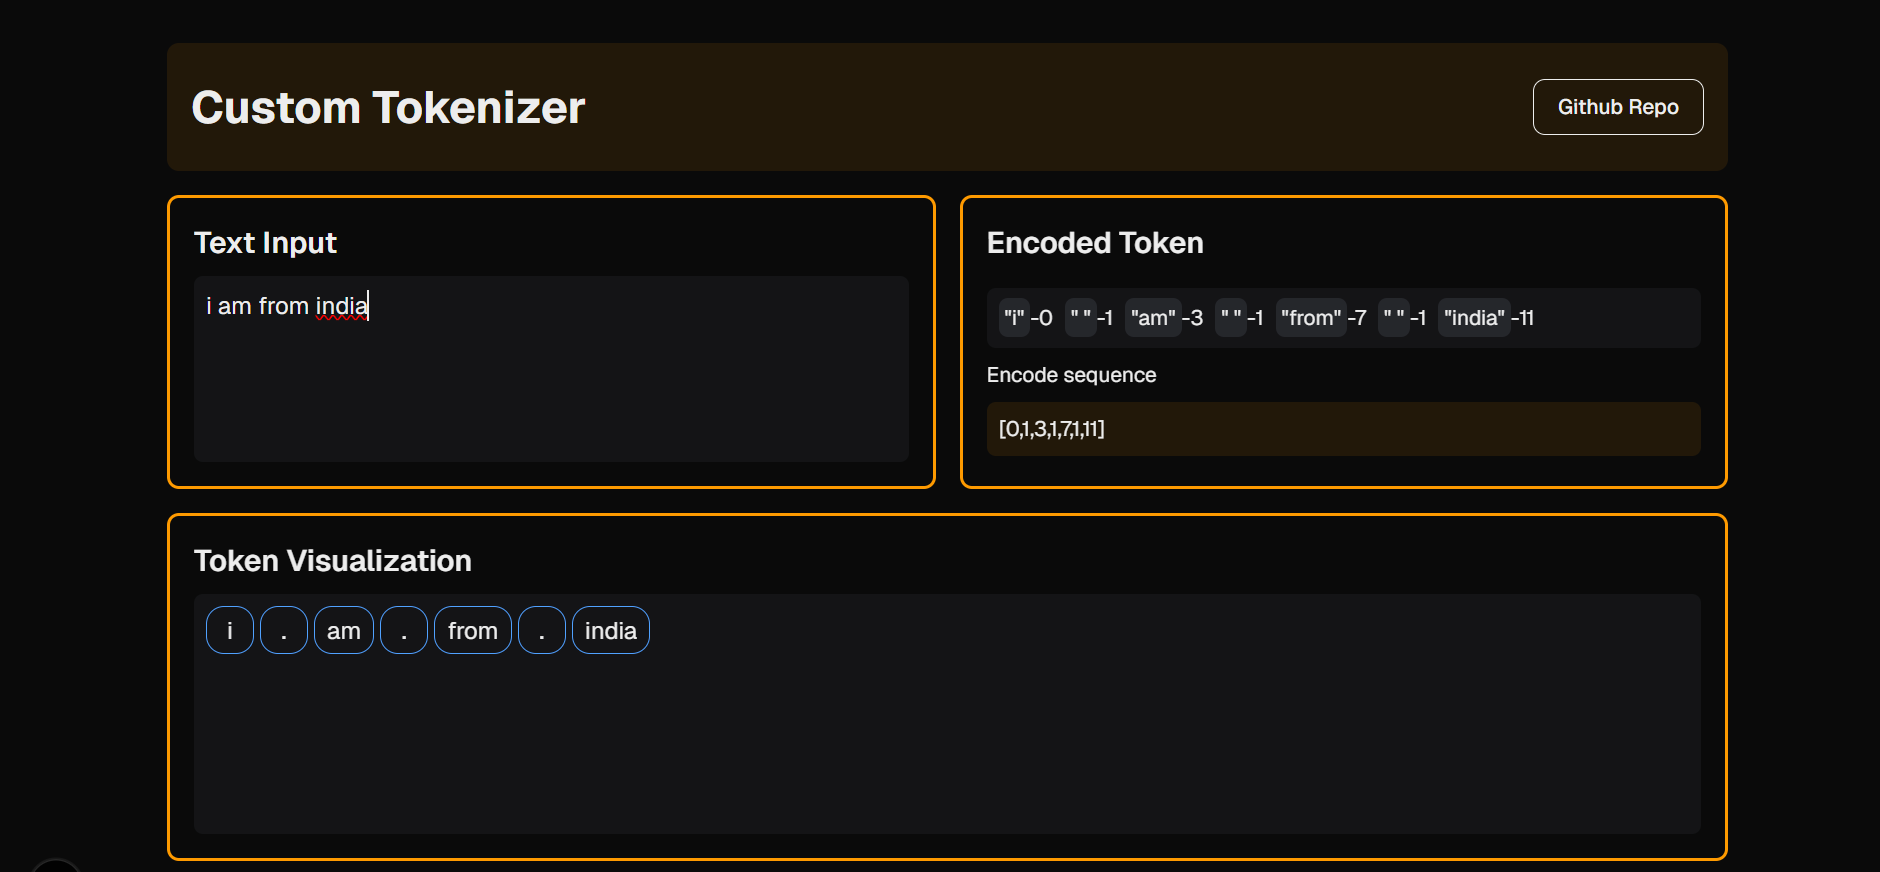 Custom Tokenizer
Github Repo
Text Input
i am from india
Encoded Token
"i"-0 " "-1 "am"-3 " "-1 "from"-7 " "-1 "india"-11
Encode sequence
[0,1,3,1,7,1,11]
Token Visualization
i . am . from . india